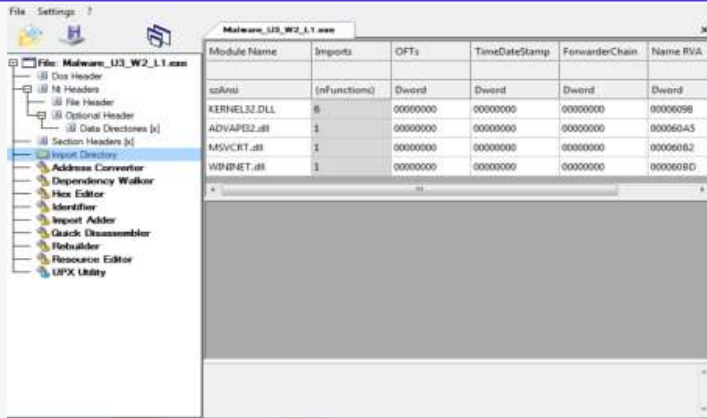 File Settings ?
Malware_U3_W2_L1.exe
File: Malware_U3_W2_L1.exe
Dos Header
Nt Headers
File Header
Optional Header
Data Directories [x]
Section Headers [x]
Import Directory
Address Converter
Dependency Walker
Hex Editor
Identifier
Import Adder
Quick Disassembler
Rebuilder
Resource Editor
UPX Utility
Module Name Imports OFTs TimeDateStamp ForwarderChain Name RVA
szAnsi (nFunctions) Dword Dword Dword Dword
KERNEL32.DLL 6 00000000 00000000 00000000 00006098
ADVAPI32.dll 1 00000000 00000000 00000000 000060A5
MSVCRT.dll 1 00000000 00000000 00000000 000060B2
WININET.dll 1 00000000 00000000 00000000 000060BD